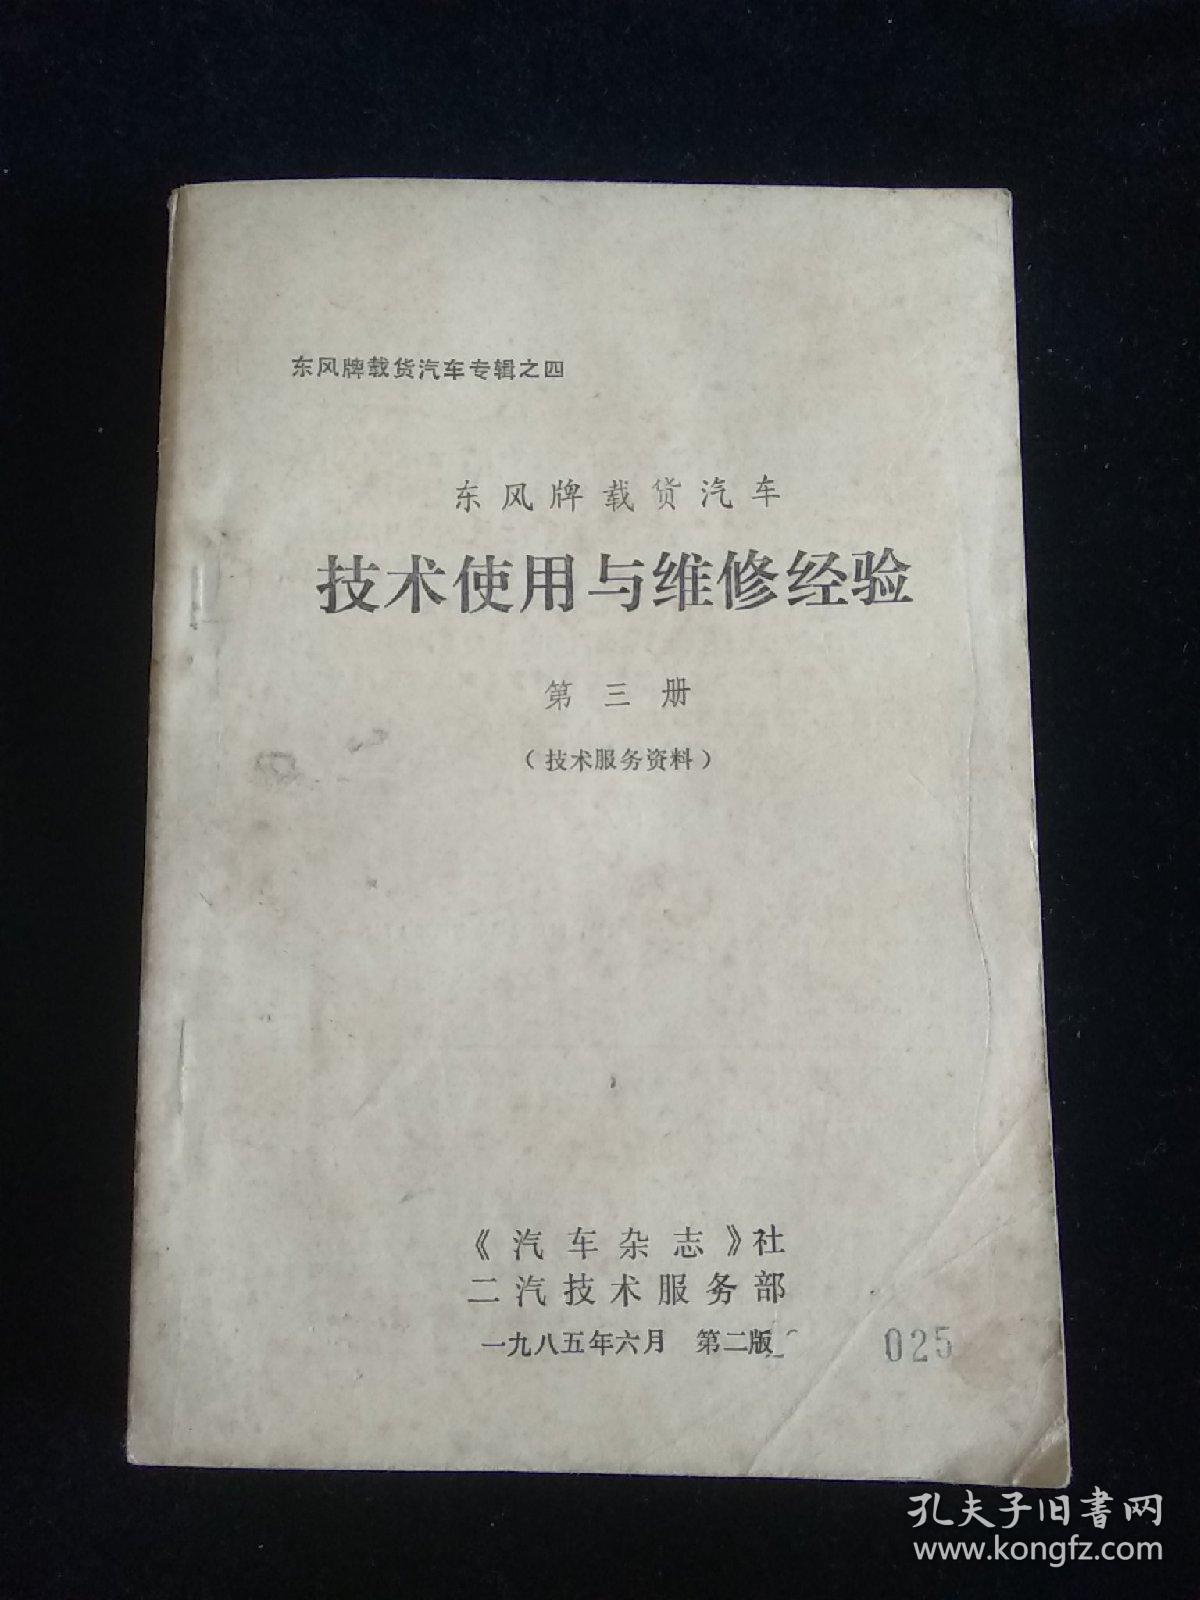 东风牌载货汽车专辑之四
东风牌载货汽车
技术使用与维修经验
第三册
（技术服务资料）
《汽车杂志》社
二汽技术服务部
一九八五年六月 第二版
025
孔夫子旧书网
www.kongfz.com